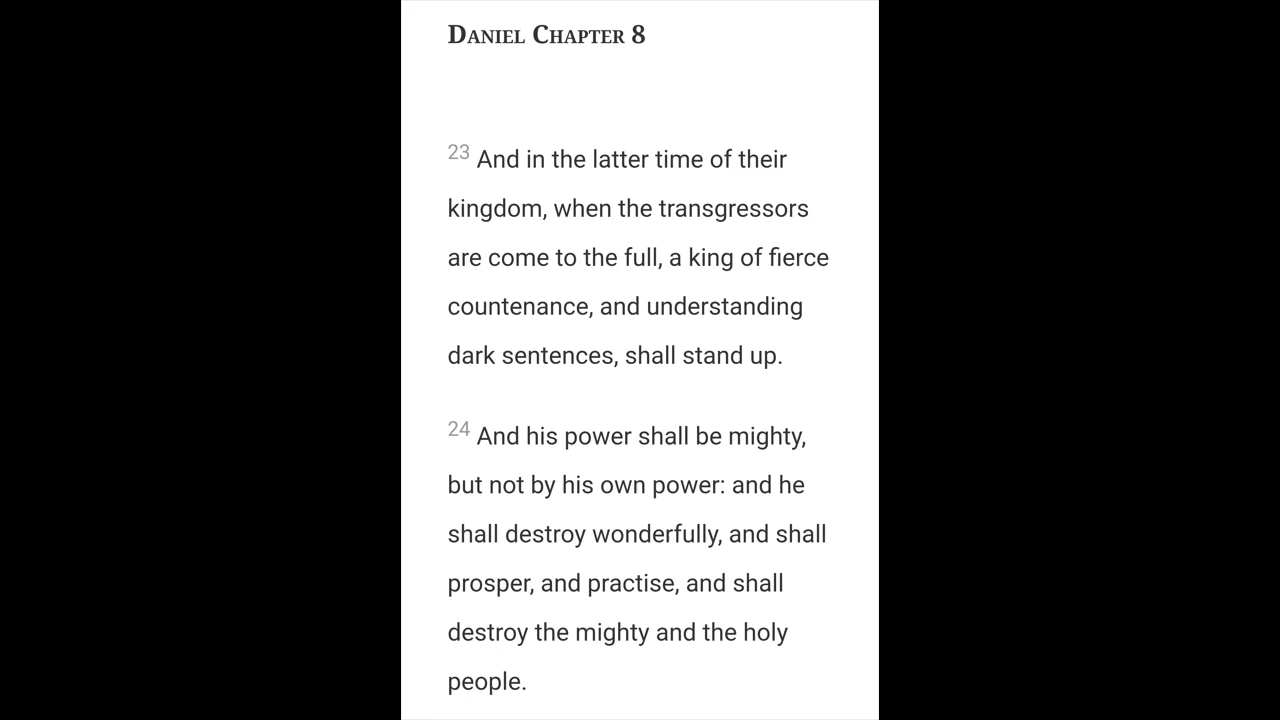 Daniel Chapter 8
23 And in the latter time of their
kingdom, when the transgressors
are come to the full, a king of fierce
countenance, and understanding
dark sentences, shall stand up.
24 And his power shall be mighty,
but not by his own power: and he
shall destroy wonderfully, and shall
prosper, and practise, and shall
destroy the mighty and the holy
people.